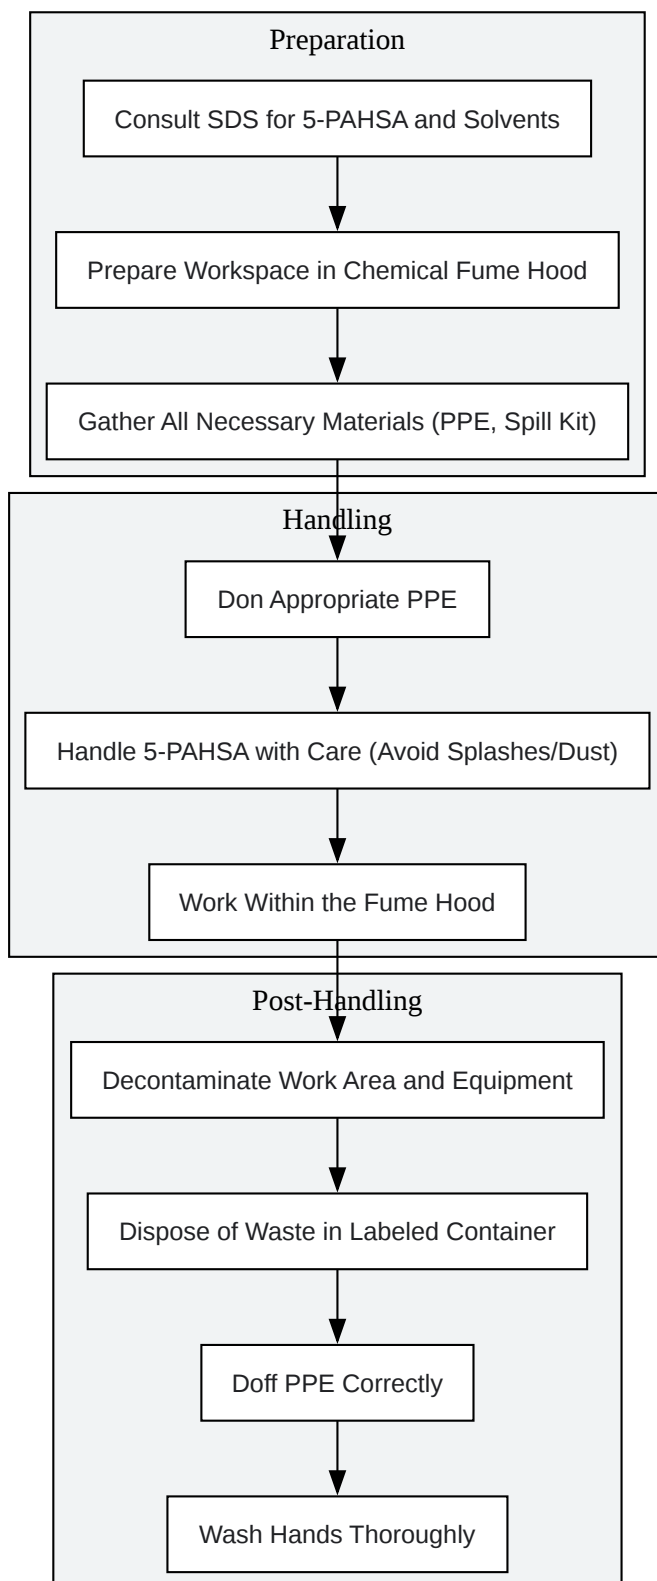 Preparation
Consult SDS for 5-PAHSA and Solvents
Prepare Workspace in Chemical Fume Hood
Gather All Necessary Materials (PPE, Spill Kit)
Handling
Don Appropriate PPE
Handle 5-PAHSA with Care (Avoid Splashes/Dust)
Work Within the Fume Hood
Post-Handling
Decontaminate Work Area and Equipment
Dispose of Waste in Labeled Container
Doff PPE Correctly
Wash Hands Thoroughly